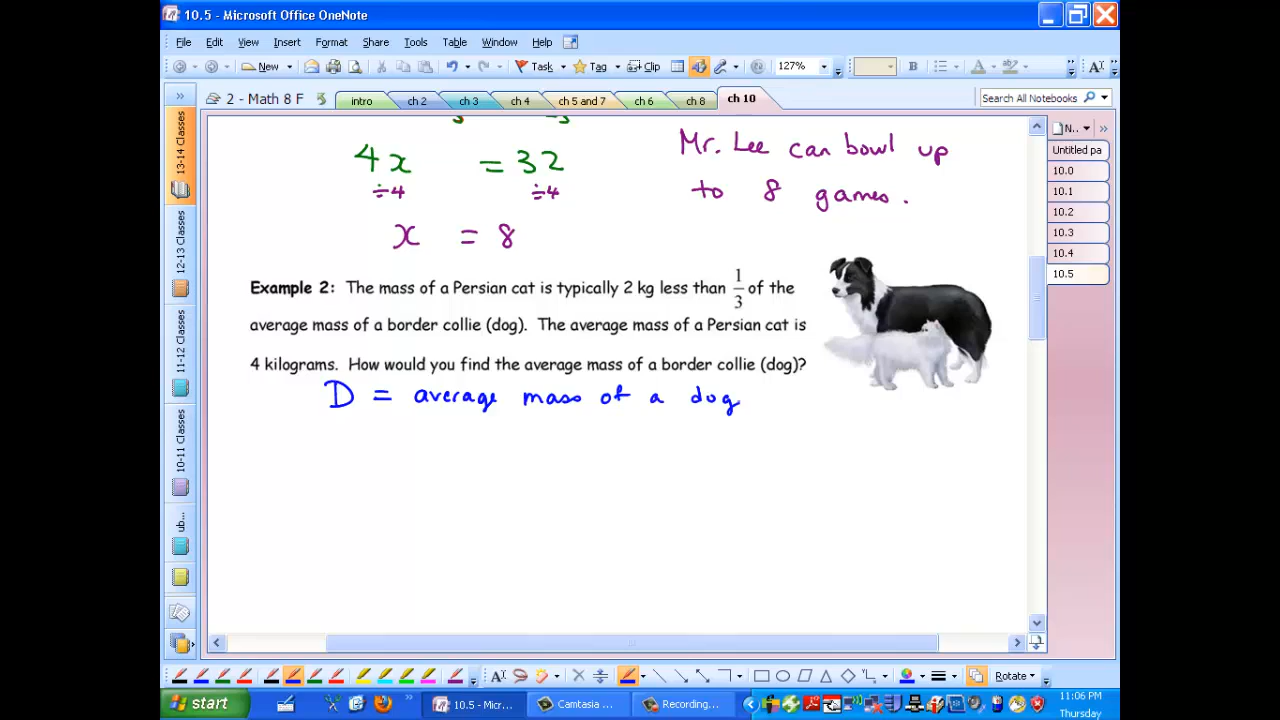 10.5 - Microsoft Office OneNote
File Edit View Insert Format Share Tools Table Window Help
New Task Tag Clip 127% B A A
2 - Math 8 F intro ch 2 ch 3 ch 4 ch 5 and 7 ch 6 ch 8 ch 10 Search All Notebooks
13-14 Classes
12-13 Classes
11-12 Classes
10-11 Classes
ub...
N..
Untitled pa
10.0
10.1
10.2
10.3
10.4
10.5
4x = 32
÷4 ÷4
x = 8
Mr. Lee can bowl up
to 8 games.
Example 2: The mass of a Persian cat is typically 2 kg less than 1/3 of the
average mass of a border collie (dog). The average mass of a Persian cat is
4 kilograms. How would you find the average mass of a border collie (dog)?
D = average mass of a dog
Rotate
start 10.5 - Micr... Camtasia ... Recording...
11:06 PM
Thursday